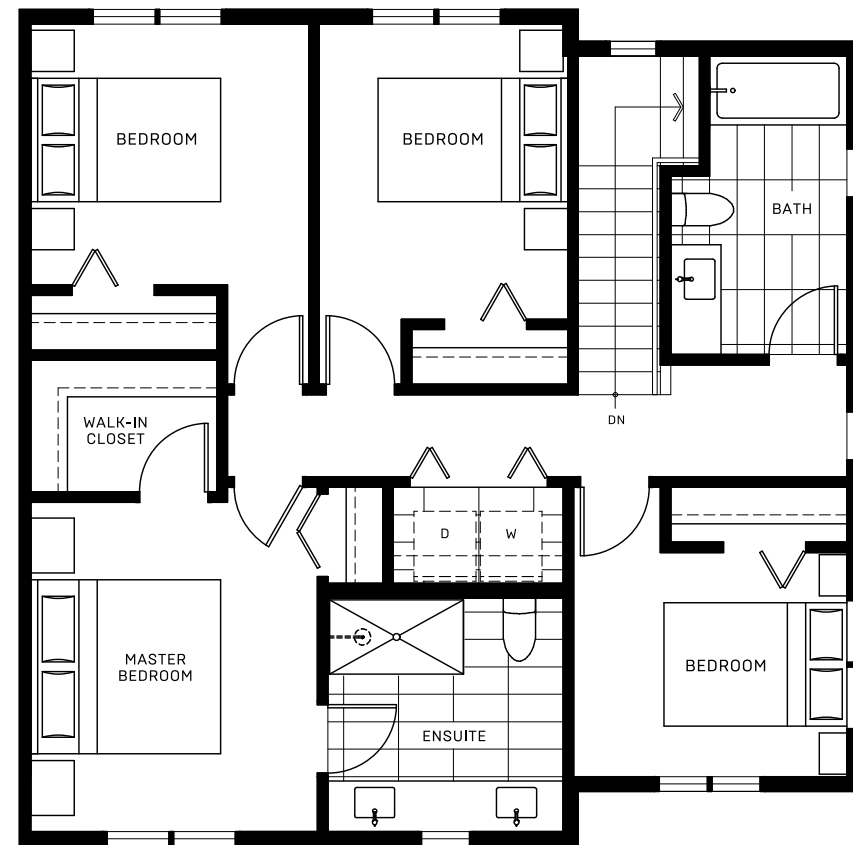 BEDROOM
BEDROOM
BATH
WALK-IN
CLOSET
DN
D
W
MASTER
BEDROOM
BEDROOM
ENSUITE